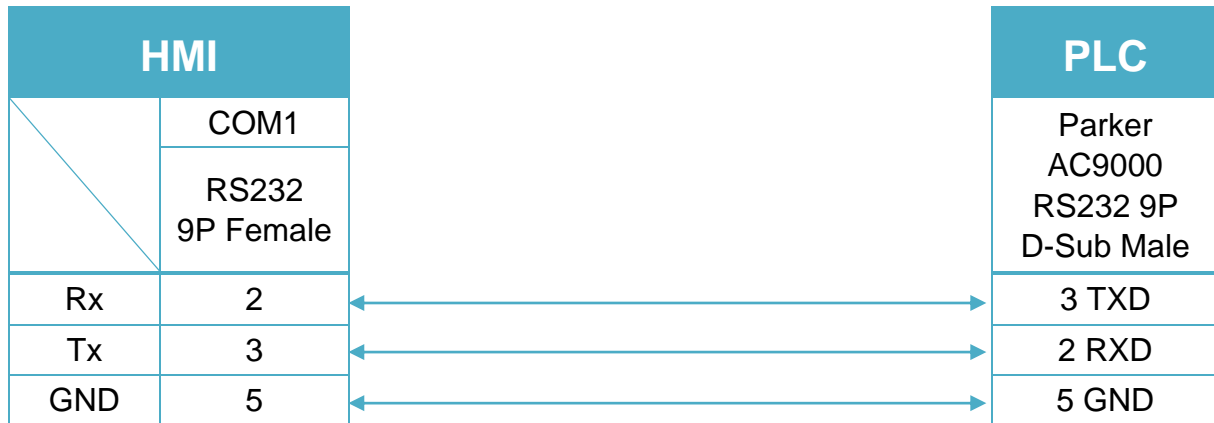 HMI
PLC
COM1
RS232
9P Female
Parker
AC9000
RS232 9P
D-Sub Male
Rx 2 3 TXD
Tx 3 2 RXD
GND 5 5 GND